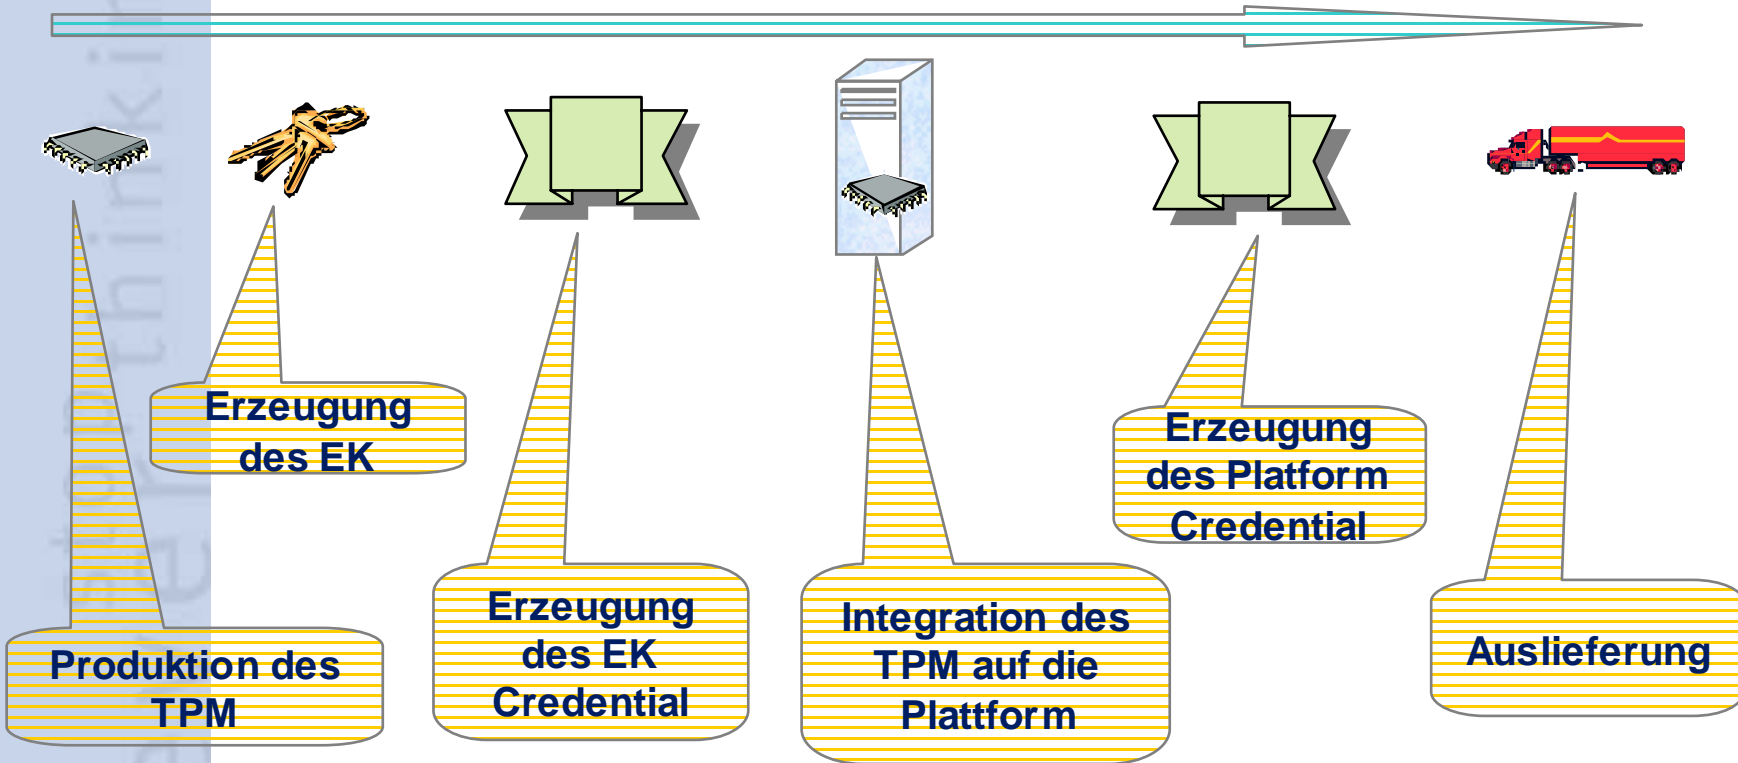 Produktion des
TPM
Erzeugung
des EK
Erzeugung
des EK
Credential
Integration des
TPM auf die
Plattform
Erzeugung
des Platform
Credential
Auslieferung